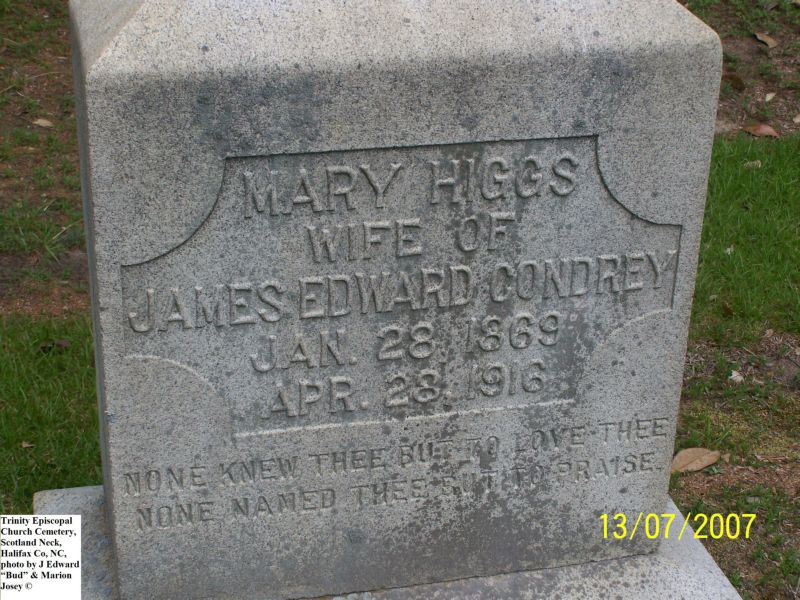 MARY HIGGS
WIFE OF
JAMES EDWARD CONDREY
JAN. 28, 1869
APR. 28, 1916
NONE KNEW THEE BUT TO LOVE THEE
NONE NAMED THEE BUT TO PRAISE.
13/07/2007
Trinity Episcopal
Church Cemetery,
Scotland Neck,
Halifax Co, NC,
photo by J Edward
“Bud” & Marion
Josey ©